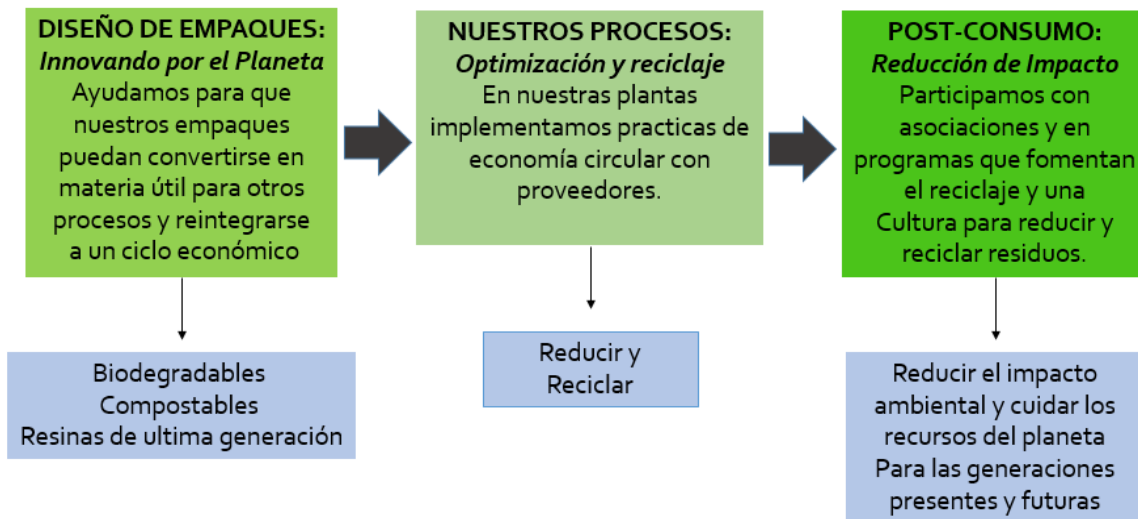 DISEÑO DE EMPAQUES:
Innovando por el Planeta
Ayudamos para que
nuestros empaques
puedan convertirse en
materia útil para otros
procesos y reintegrarse
a un ciclo económico
Biodegradables
Compostables
Resinas de ultima generación
NUESTROS PROCESOS:
Optimización y reciclaje
En nuestras plantas
implementamos practicas de
economía circular con
proveedores.
Reducir y
Reciclar
POST-CONSUMO:
Reducción de Impacto
Participamos con
asociaciones y en
programas que fomentan
el reciclaje y una
Cultura para reducir y
reciclar residuos.
Reducir el impacto
ambiental y cuidar los
recursos del planeta
Para las generaciones
presentes y futuras